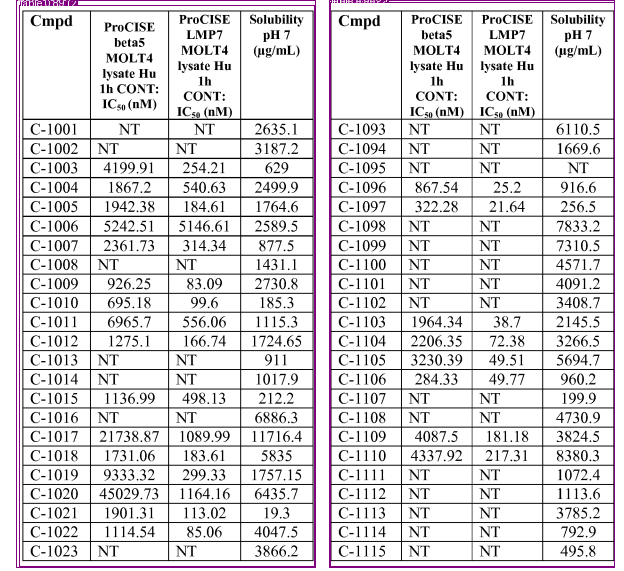 Cmpd ProCISE beta5 MOLT4 lysate Hu 1h CONT: IC50 (nM) ProCISE LMP7 MOLT4 lysate Hu 1h CONT: IC50 (nM) Solubility pH 7 (µg/mL)
C-1001 NT NT 2635.1
C-1002 NT NT 3187.2
C-1003 4199.91 254.21 629
C-1004 1867.2 540.63 2499.9
C-1005 1942.38 184.61 1764.6
C-1006 5242.51 5146.61 2589.5
C-1007 2361.73 314.34 877.5
C-1008 NT NT 1431.1
C-1009 926.25 83.09 2730.8
C-1010 695.18 99.6 185.3
C-1011 6965.7 556.06 1115.3
C-1012 1275.1 166.74 1724.65
C-1013 NT NT 911
C-1014 NT NT 1017.9
C-1015 1136.99 498.13 212.2
C-1016 NT NT 6886.3
C-1017 21738.87 1089.99 11716.4
C-1018 1731.06 183.61 5835
C-1019 9333.32 299.33 1757.15
C-1020 45029.73 1164.16 6435.7
C-1021 1901.31 113.02 19.3
C-1022 1114.54 85.06 4047.5
C-1023 NT NT 3866.2
Cmpd ProCISE beta5 MOLT4 lysate Hu 1h CONT: IC50 (nM) ProCISE LMP7 MOLT4 lysate Hu 1h CONT: IC50 (nM) Solubility pH 7 (µg/mL)
C-1093 NT NT 6110.5
C-1094 NT NT 1669.6
C-1095 NT NT NT
C-1096 867.54 25.2 916.6
C-1097 322.28 21.64 256.5
C-1098 NT NT 7833.2
C-1099 NT NT 7310.5
C-1100 NT NT 4571.7
C-1101 NT NT 4091.2
C-1102 NT NT 3408.7
C-1103 1964.34 38.7 2145.5
C-1104 2206.35 72.38 3266.5
C-1105 3230.39 49.51 5694.7
C-1106 284.33 49.77 960.2
C-1107 NT NT 199.9
C-1108 NT NT 4730.9
C-1109 4087.5 181.18 3824.5
C-1110 4337.92 217.31 8380.3
C-1111 NT NT 1072.4
C-1112 NT NT 1113.6
C-1113 NT NT 3785.2
C-1114 NT NT 792.9
C-1115 NT NT 495.8